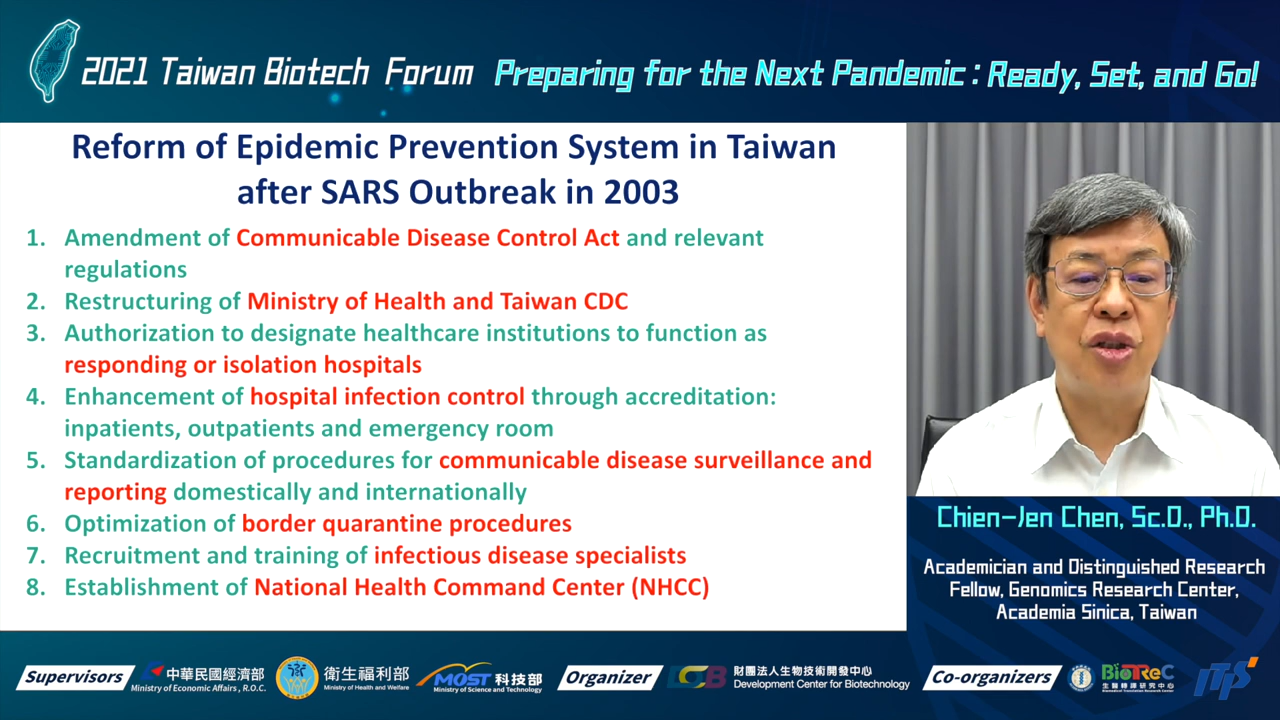 2021 Taiwan Biotech Forum Preparing for the Next Pandemic : Ready, Set, and Go!
Reform of Epidemic Prevention System in Taiwan
after SARS Outbreak in 2003
1. Amendment of Communicable Disease Control Act and relevant
regulations
2. Restructuring of Ministry of Health and Taiwan CDC
3. Authorization to designate healthcare institutions to function as
responding or isolation hospitals
4. Enhancement of hospital infection control through accreditation:
inpatients, outpatients and emergency room
5. Standardization of procedures for communicable disease surveillance and
reporting domestically and internationally
6. Optimization of border quarantine procedures
7. Recruitment and training of infectious disease specialists
8. Establishment of National Health Command Center (NHCC)
Chien-Jen Chen, Sc.D., Ph.D.
Academician and Distinguished Research
Fellow, Genomics Research Center,
Academia Sinica, Taiwan
Supervisors
中華民國經濟部
Ministry of Economic Affairs , R.O.C.
衛生福利部
Ministry of Health and Welfare
MOST 科技部
Ministry of Science and Technology
Organizer
財團法人生物技術開發中心
Development Center for Biotechnology
Co-organizers
BioTReC
生醫轉譯研究中心
Biomedical Translation Research Center